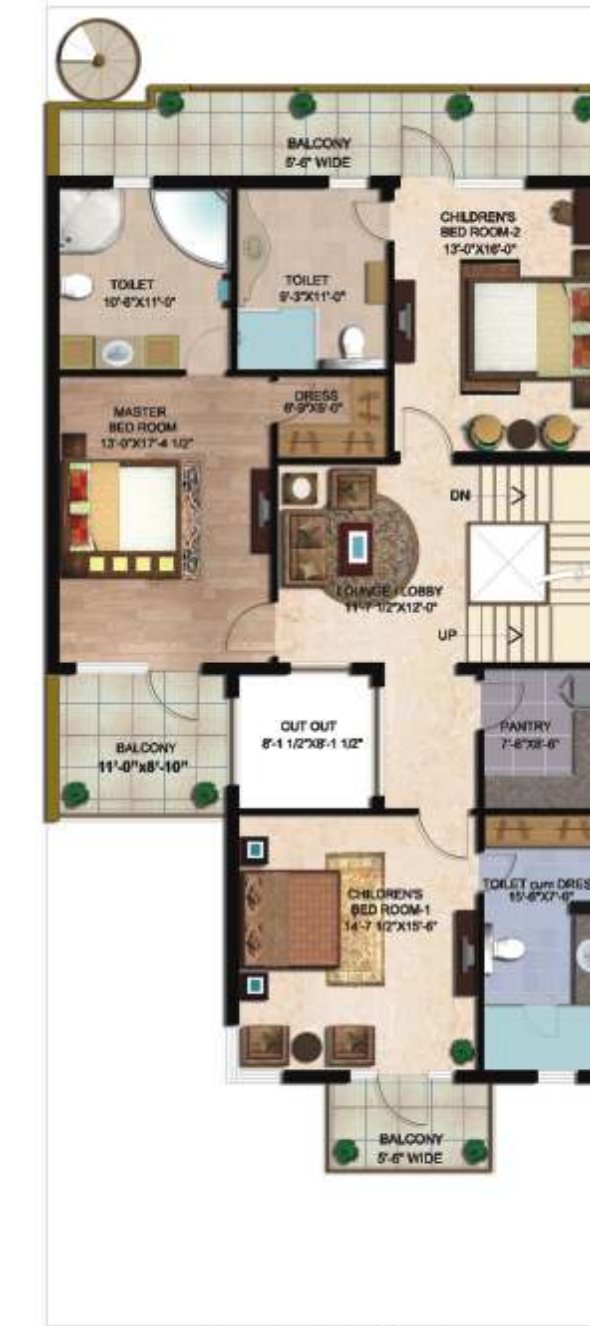 BALCONY
5'-6" WIDE
CHILDREN'S
BED ROOM-2
13'-0"X16'-0"
TOILET
10'-6"X11'-0"
TOILET
9'-3"X11'-0"
DRESS
6'-9"X5'-0"
MASTER
BED ROOM
13'-0"X17'-4 1/2"
DN
LOUNGE / LOBBY
11'-7 1/2"X12'-0"
UP
CUT OUT
8'-1 1/2"X8'-1 1/2"
PANTRY
7'-6"X8'-6"
BALCONY
11'-0"x8'-10"
CHILDREN'S
BED ROOM-1
14'-7 1/2"X15'-6"
TOILET cum DRES
BALCONY
5'-6" WIDE